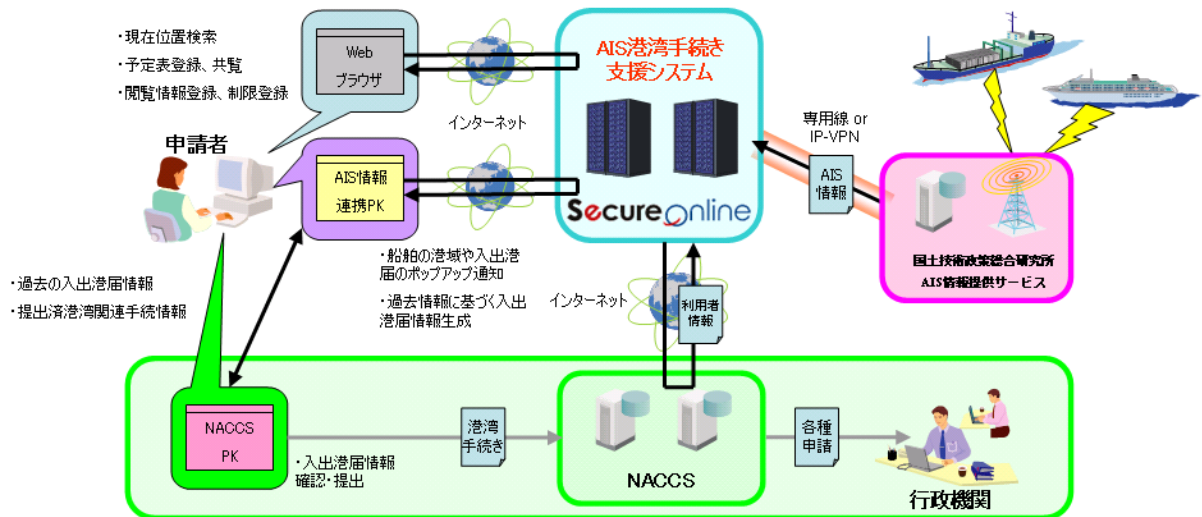 ・現在位置検索
・予定表登録、共覧
・閲覧情報登録、制限登録
Web
ブラウザ
インターネット
AIS港湾手続き
支援システム
Secure online
専用線 or
IP-VPN
AIS
情報
国土技術政策総合研究所
AIS情報提供サービス
申請者
AIS情報
連携PK
・船舶の港域や入出港
届のポップアップ通知
・過去情報に基づく入出
港届情報生成
インターネット
利用者
情報
・過去の入出港届情報
・提出済港湾関連手続情報
NACCS
PK
・入出港届情報
確認・提出
港湾
手続き
NACCS
各種
申請
行政機関